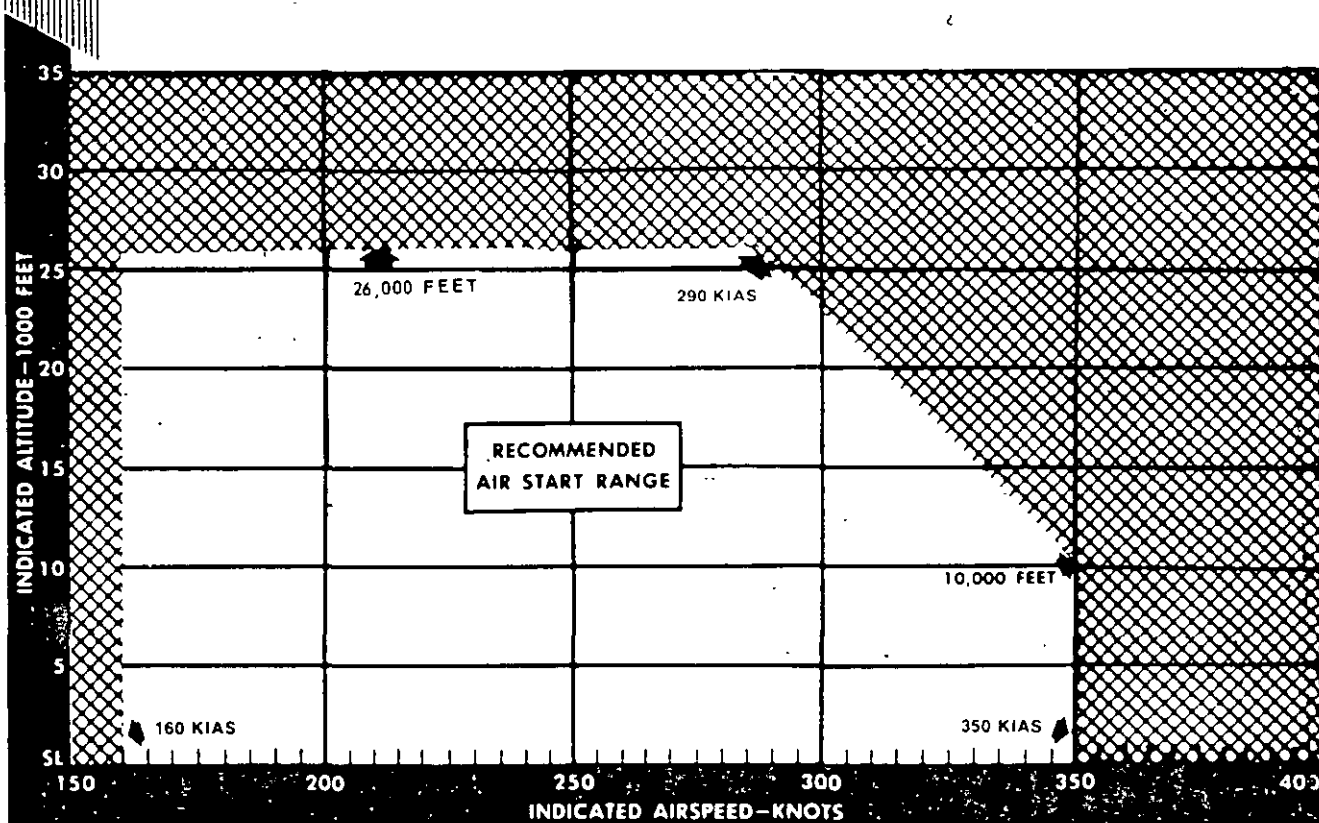 35
30
25
20
15
10
5
SL
INDICATED ALTITUDE–1000 FEET
26,000 FEET
290 KIAS
RECOMMENDED
AIR START RANGE
10,000 FEET
160 KIAS
350 KIAS
150 200 250 300 350 400
INDICATED AIRSPEED–KNOTS